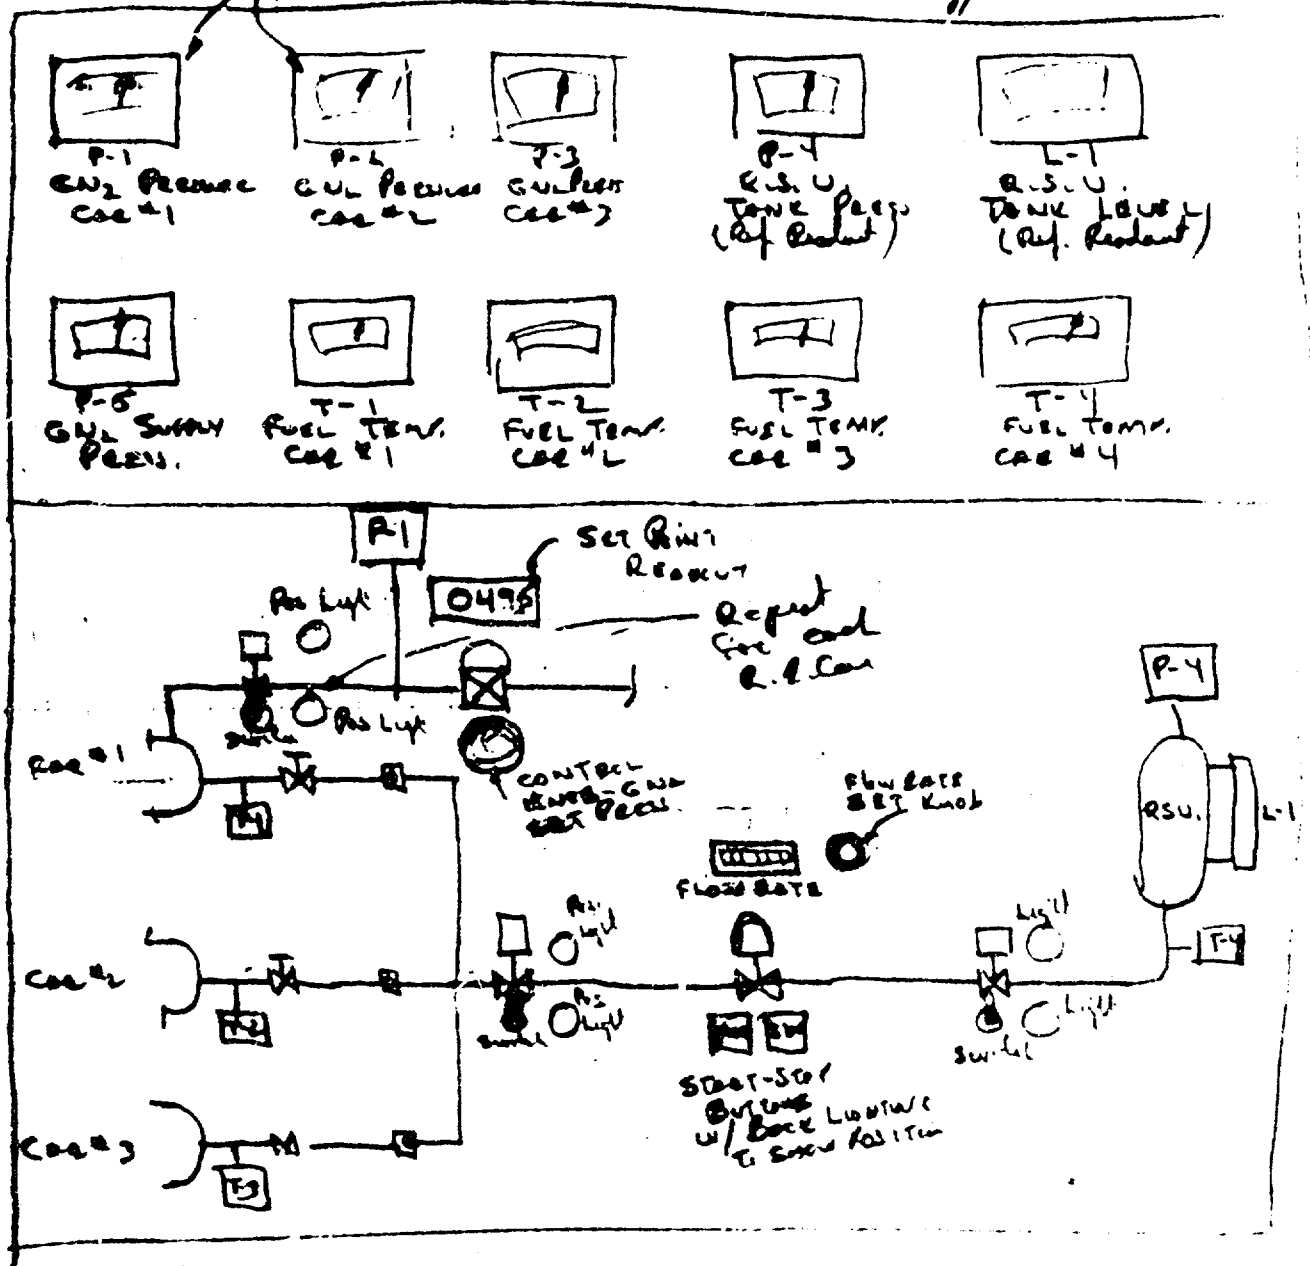 P-1
GN2 PRESSURE
CAR #1
P-2
GN2 PRESSURE
CAR #2
P-3
GN2 PRESS
CAR #3
P-4
R.S.U.
TANK PRESS
(Ref. Readout)
L-1
R.S.U.
TANK LEVEL
(Ref. Readout)
P-5
GN2 SUPPLY
PRESS.
T-1
FUEL TEMP.
CAR #1
T-2
FUEL TEMP.
CAR #2
T-3
FUEL TEMP.
CAR #3
T-4
FUEL TEMP.
CAR #4
P-1
SET POINT
READOUT
0495
Pos Light
Repeat
for each
R.R. Car
P-4
Switch
Pos Light
CAR #1
T-1
CONTROL
SET PRESS.
FLOW RATE
SET KNOB
RSU.
L-1
FLOW RATE
Pos.
Light
Light
T-4
CAR #2
T-2
Switch
Pos
Light
Switch
Light
START-STOP
BUTTONS
W/ BACK LIGHTING
TO SHOW POSITION
CAR #3
T-3